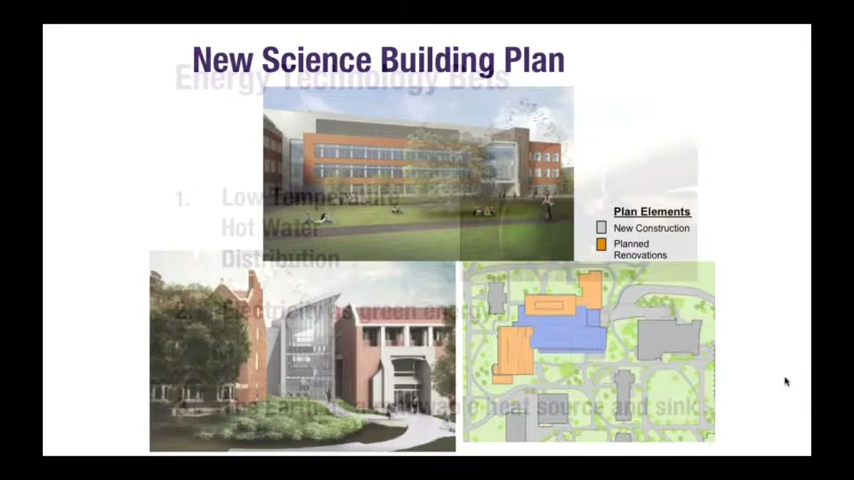 New Science Building Plan
Energy Technology Bets
1. Low-Temperature
Hot Water
Distribution
Plan Elements
New Construction
Planned
Renovations
2. Electricity as green energy
The Earth as a renewable heat source and sink